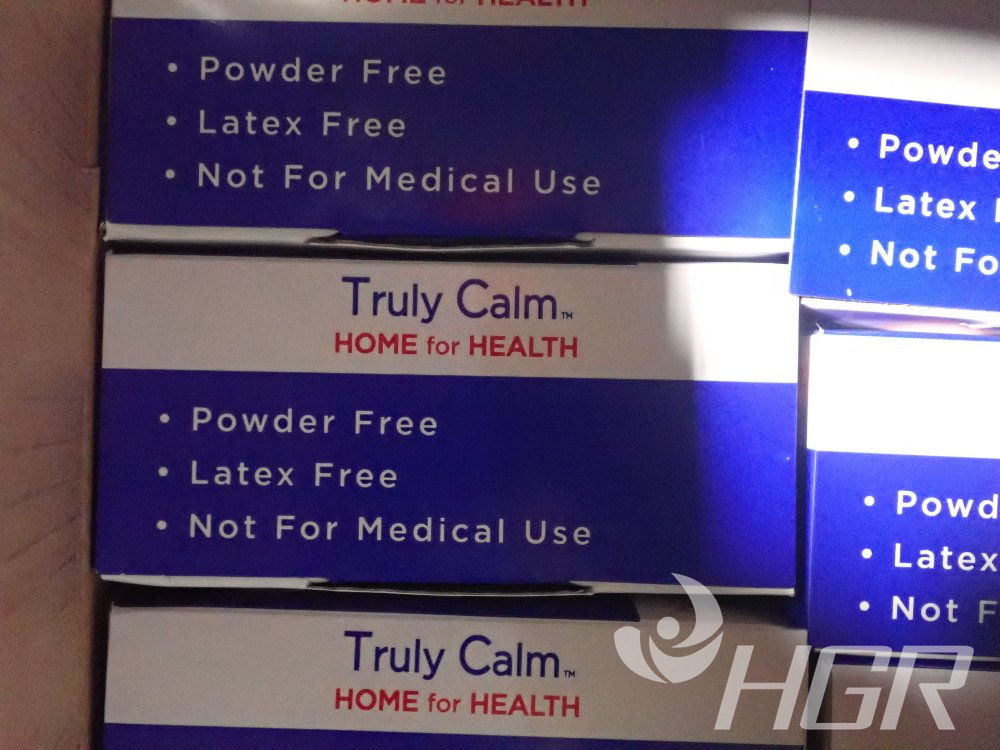 HOME for HEALTH
• Powder Free
• Latex Free
• Not For Medical Use
Truly Calm™
HOME for HEALTH
• Powder Free
• Latex Free
• Not For Medical Use
Truly Calm™
HOME for HEALTH
• Powde
• Latex
• Not Fo
• Powd
• Latex
• Not F
HGR